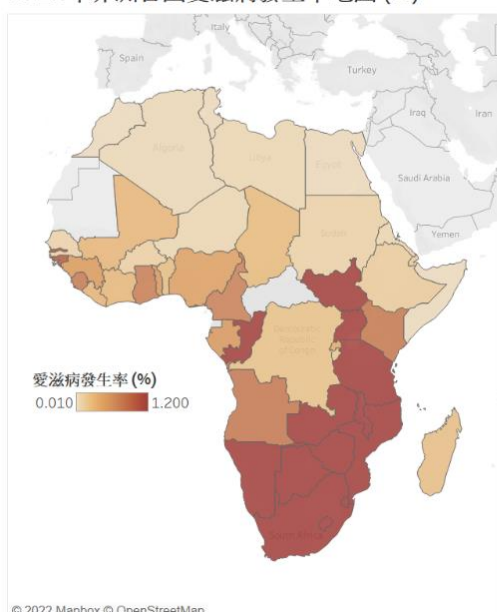 Italy
Spain
Turkey
Iraq
Iran
Algeria
Libya
Egypt
Saudi Arabia
Sudan
Yemen
Democratic
Republic
of Congo
愛滋病發生率 (%)
0.010 1.200
South Africa
© 2022 Mapbox © OpenStreetMap